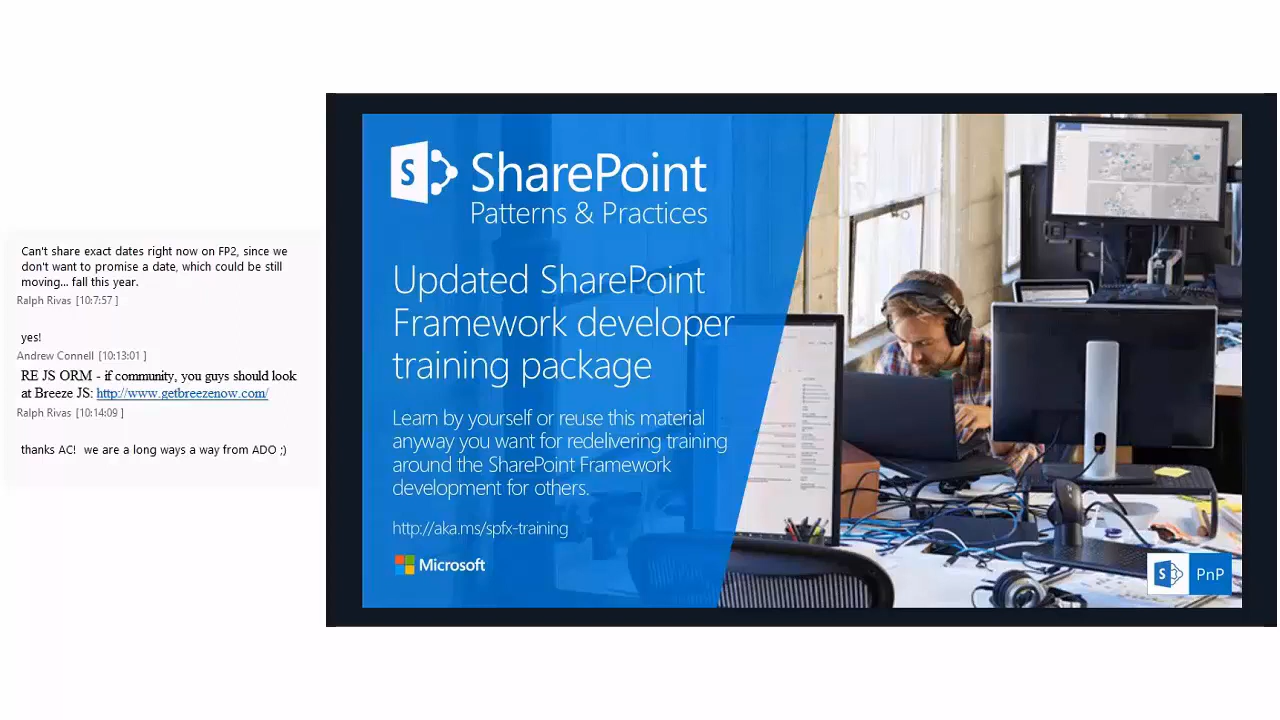 Can't share exact dates right now on FP2, since we
don't want to promise a date, which could be still
moving... fall this year.
Ralph Rivas [10:7:57 ]
yes!
Andrew Connell [10:13:01 ]
RE JS ORM - if community, you guys should look
at Breeze JS: http://www.getbreezenow.com/
Ralph Rivas [10:14:09 ]
thanks AC!  we are a long ways a way from ADO ;)
S SharePoint
Patterns & Practices
Updated SharePoint
Framework developer
training package
Learn by yourself or reuse this material
anyway you want for redelivering training
around the SharePoint Framework
development for others.
http://aka.ms/spfx-training
Microsoft
S PnP